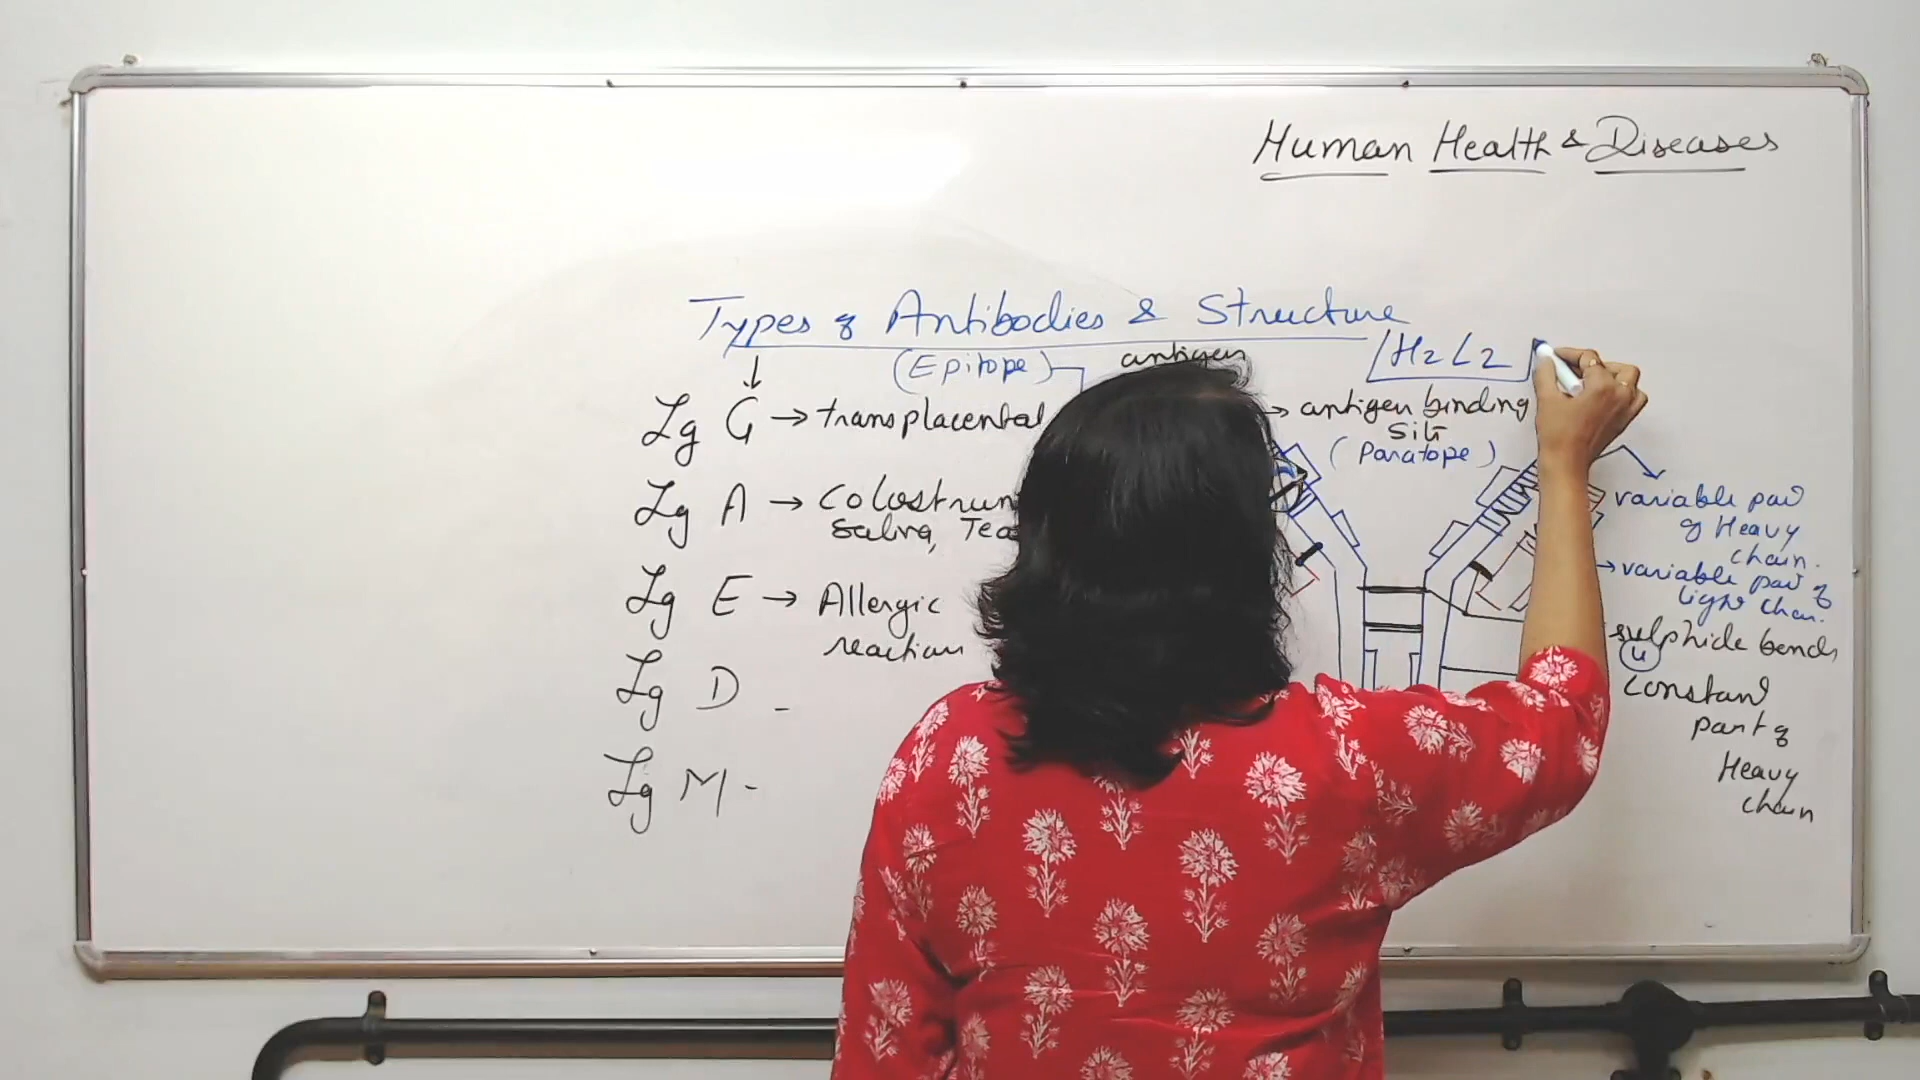 Human Health & Diseases
Types of Antibodies & Structure
(Epitope)
antigen
H2L2
Ig G → transplacental
→ antigen binding
site
(Paratope)
Ig A → Colostrum
Saliva, Tea
Ig E → Allergic
reaction
Ig D -
Ig M -
variable part
of Heavy
chain.
→ variable part of
light chain.
sulphide bonds
4
Constant
part of
Heavy
chain